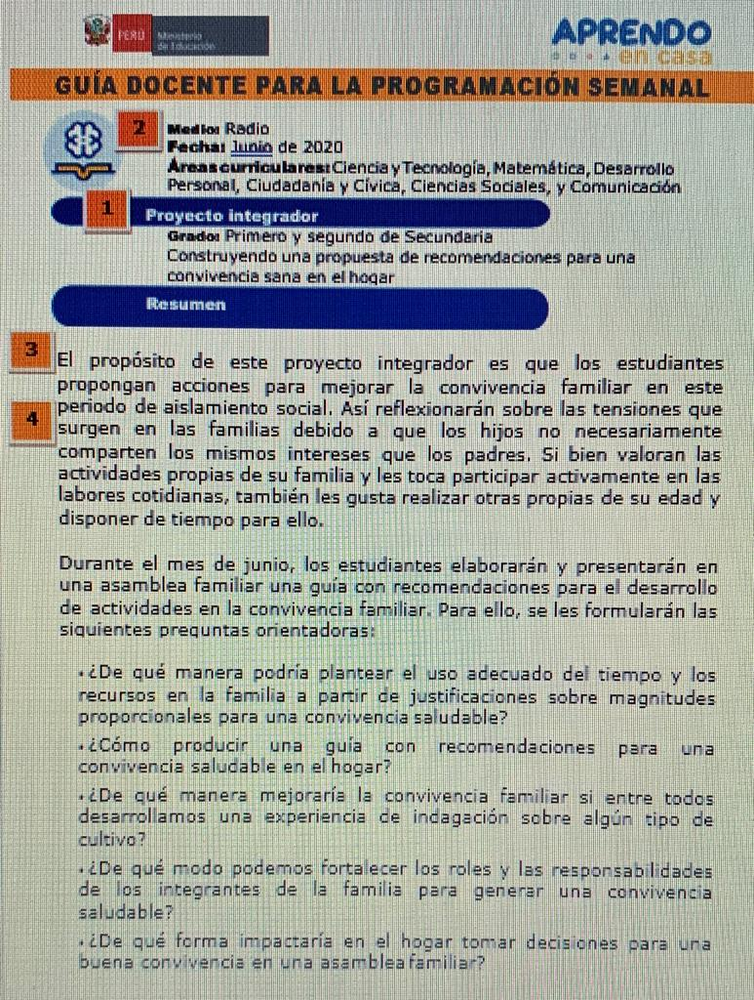 PERÚ
Ministerio
de Educación
APRENDO
en casa
GUÍA DOCENTE PARA LA PROGRAMACIÓN SEMANAL
2
Medio: Radio
Fecha: Junio de 2020
Áreas curriculares: Ciencia y Tecnología, Matemática, Desarrollo
Personal, Ciudadanía y Cívica, Ciencias Sociales, y Comunicación
1
Proyecto integrador
Grado: Primero y segundo de Secundaria
Construyendo una propuesta de recomendaciones para una
convivencia sana en el hogar
Resumen
3
El propósito de este proyecto integrador es que los estudiantes
propongan acciones para mejorar la convivencia familiar en este
4
periodo de aislamiento social. Así reflexionarán sobre las tensiones que
surgen en las familias debido a que los hijos no necesariamente
comparten los mismos intereses que los padres. Si bien valoran las
actividades propias de su familia y les toca participar activamente en las
labores cotidianas, también les gusta realizar otras propias de su edad y
disponer de tiempo para ello.
Durante el mes de junio, los estudiantes elaborarán y presentarán en
una asamblea familiar una guía con recomendaciones para el desarrollo
de actividades en la convivencia familiar. Para ello, se les formularán las
siguientes preguntas orientadoras:
• ¿De qué manera podría plantear el uso adecuado del tiempo y los
recursos en la familia a partir de justificaciones sobre magnitudes
proporcionales para una convivencia saludable?
• ¿Cómo producir una guía con recomendaciones para una
convivencia saludable en el hogar?
• ¿De qué manera mejoraría la convivencia familiar si entre todos
desarrollamos una experiencia de indagación sobre algún tipo de
cultivo?
• ¿De qué modo podemos fortalecer los roles y las responsabilidades
de los integrantes de la familia para generar una convivencia
saludable?
• ¿De qué forma impactaría en el hogar tomar decisiones para una
buena convivencia en una asamblea familiar?